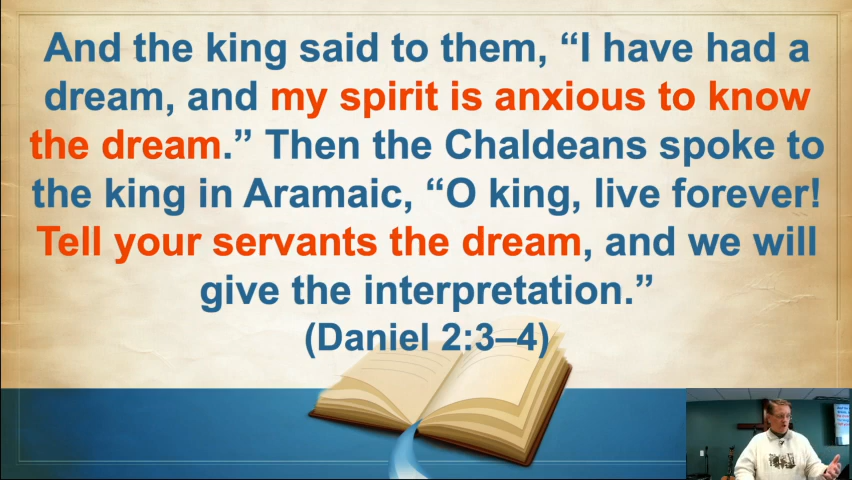 And the king said to them, “I have had a
dream, and my spirit is anxious to know
the dream.” Then the Chaldeans spoke to
the king in Aramaic, “O king, live forever!
Tell your servants the dream, and we will
give the interpretation.”
(Daniel 2:3–4)